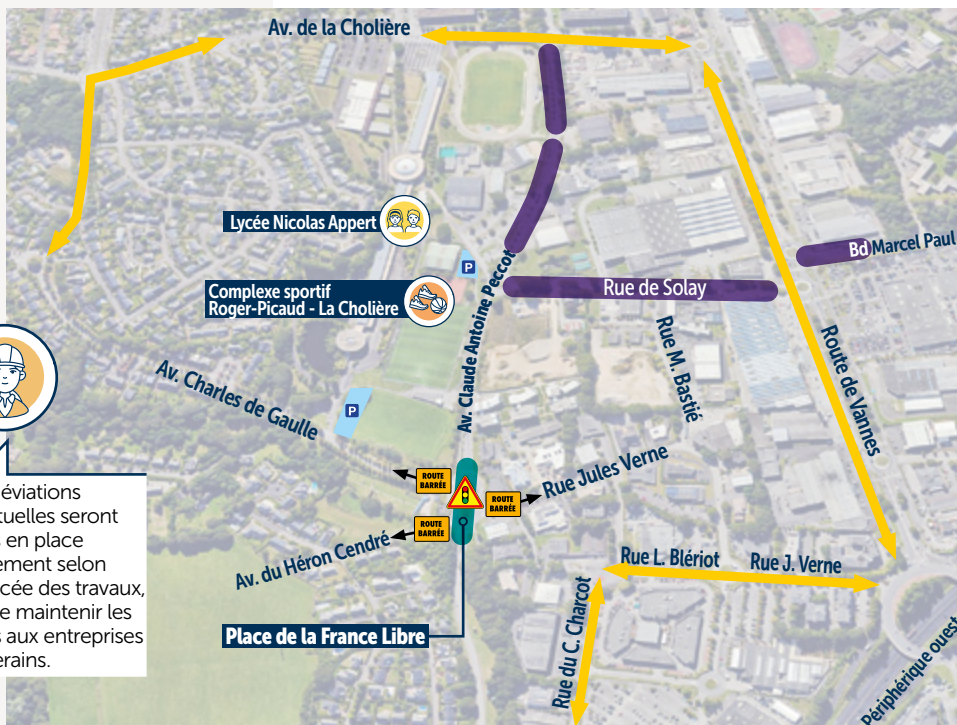 Av. de la Cholière
Lycée Nicolas Appert
P
Complexe sportif
Roger-Picaud - La Cholière
Av. Claude Antoine Peccot
Bd Marcel Paul
Rue de Solay
Rue M. Bastié
Route de Vannes
Av. Charles de Gaulle
P
ROUTE
BARRÉE
ROUTE
BARRÉE
Rue Jules Verne
ROUTE
BARRÉE
Av. du Héron Cendré
Rue L. Blériot
Rue J. Verne
Rue du C. Charcot
Place de la France Libre
Périphérique ouest
éviations
tuelles seront
en place
ement selon
cée des travaux,
e maintenir les
s aux entreprises
erains.